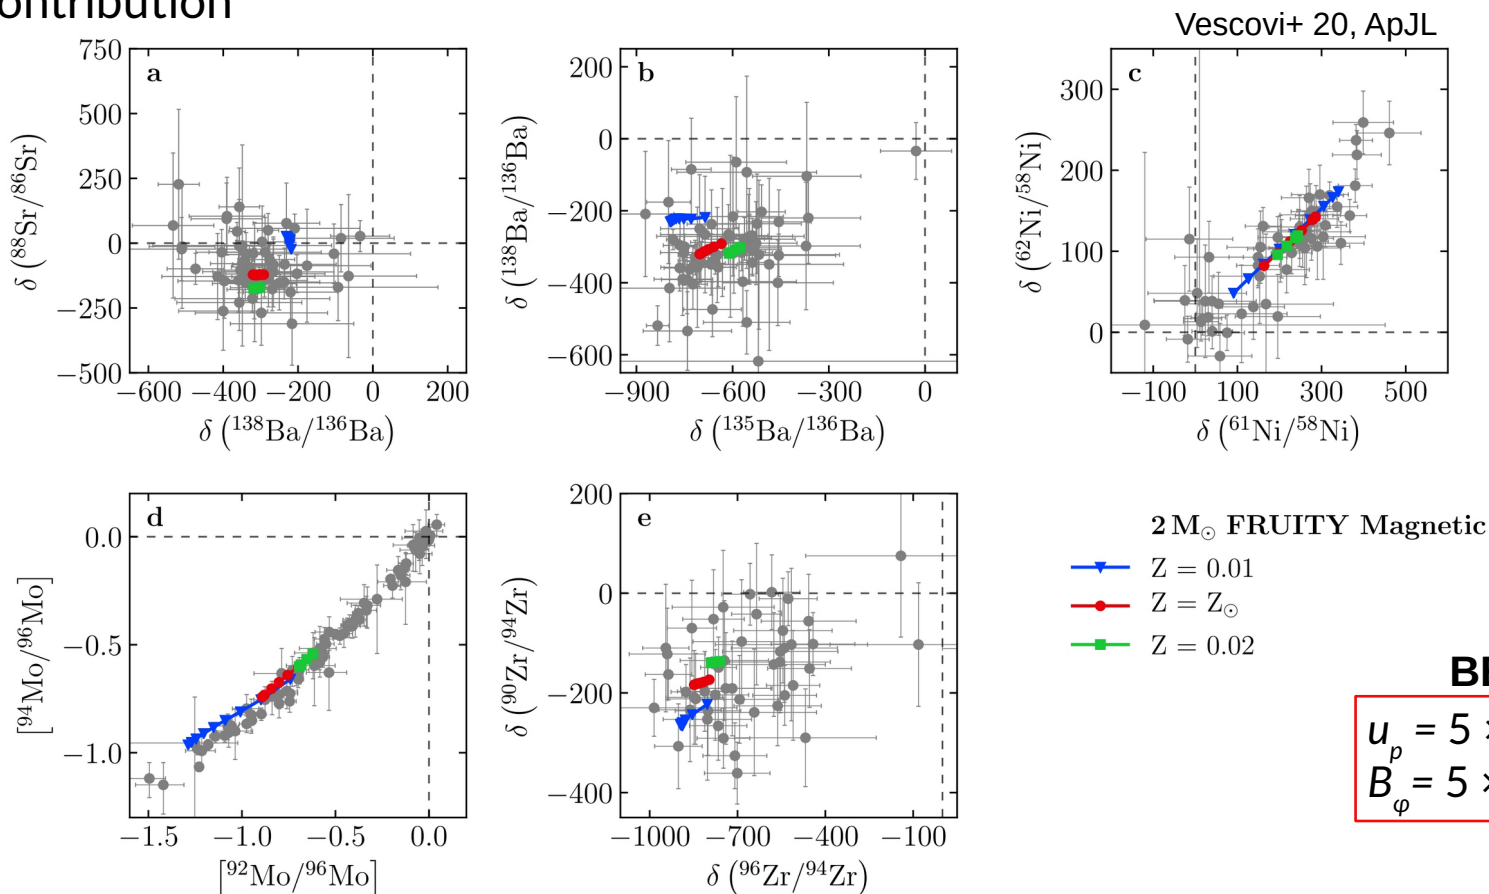 ontribution
Vescovi+ 20, ApJL
a
750
500
250
0
−250
−500
δ (⁸⁸Sr/⁸⁶Sr)
−600 −400 −200 0 200
δ (¹³⁸Ba/¹³⁶Ba)
b
200
0
−200
−400
−600
δ (¹³⁸Ba/¹³⁶Ba)
−900 −600 −300 0
δ (¹³⁵Ba/¹³⁶Ba)
c
300
200
100
0
δ (⁶²Ni/⁵⁸Ni)
−100 100 300 500
δ (⁶¹Ni/⁵⁸Ni)
d
0.0
−0.5
−1.0
[⁹⁴Mo/⁹⁶Mo]
−1.5 −1.0 −0.5 0.0
[⁹²Mo/⁹⁶Mo]
e
200
0
−200
−400
δ (⁹⁰Zr/⁹⁴Zr)
−1000 −700 −400 −100
δ (⁹⁶Zr/⁹⁴Zr)
2 M☉ FRUITY Magnetic
Z = 0.01
Z = Z☉
Z = 0.02
uₚ = 5 ×
Bᵩ = 5 ×